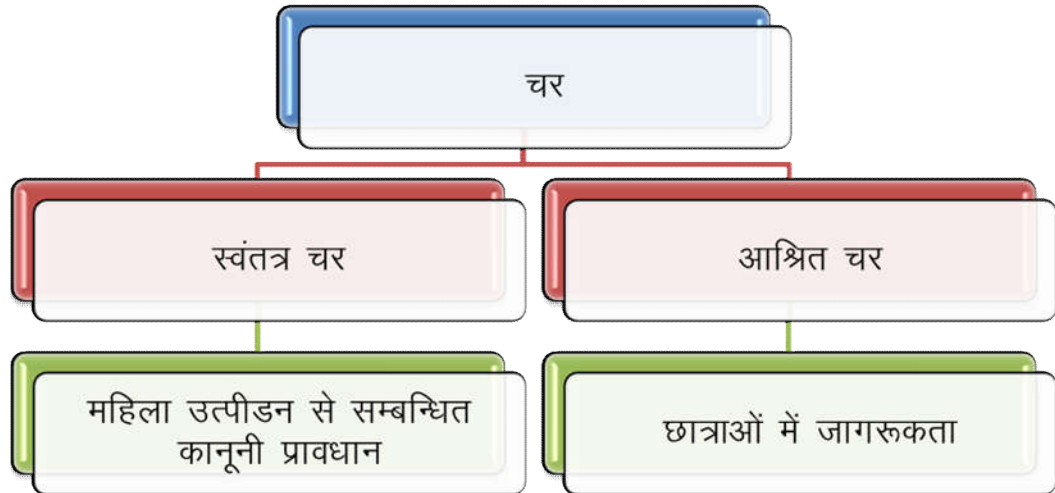 चर
स्वंतत्र चर
आश्रित चर
महिला उत्पीडन से सम्बन्धित
कानूनी प्रावधान
छात्राओं में जागरूकता